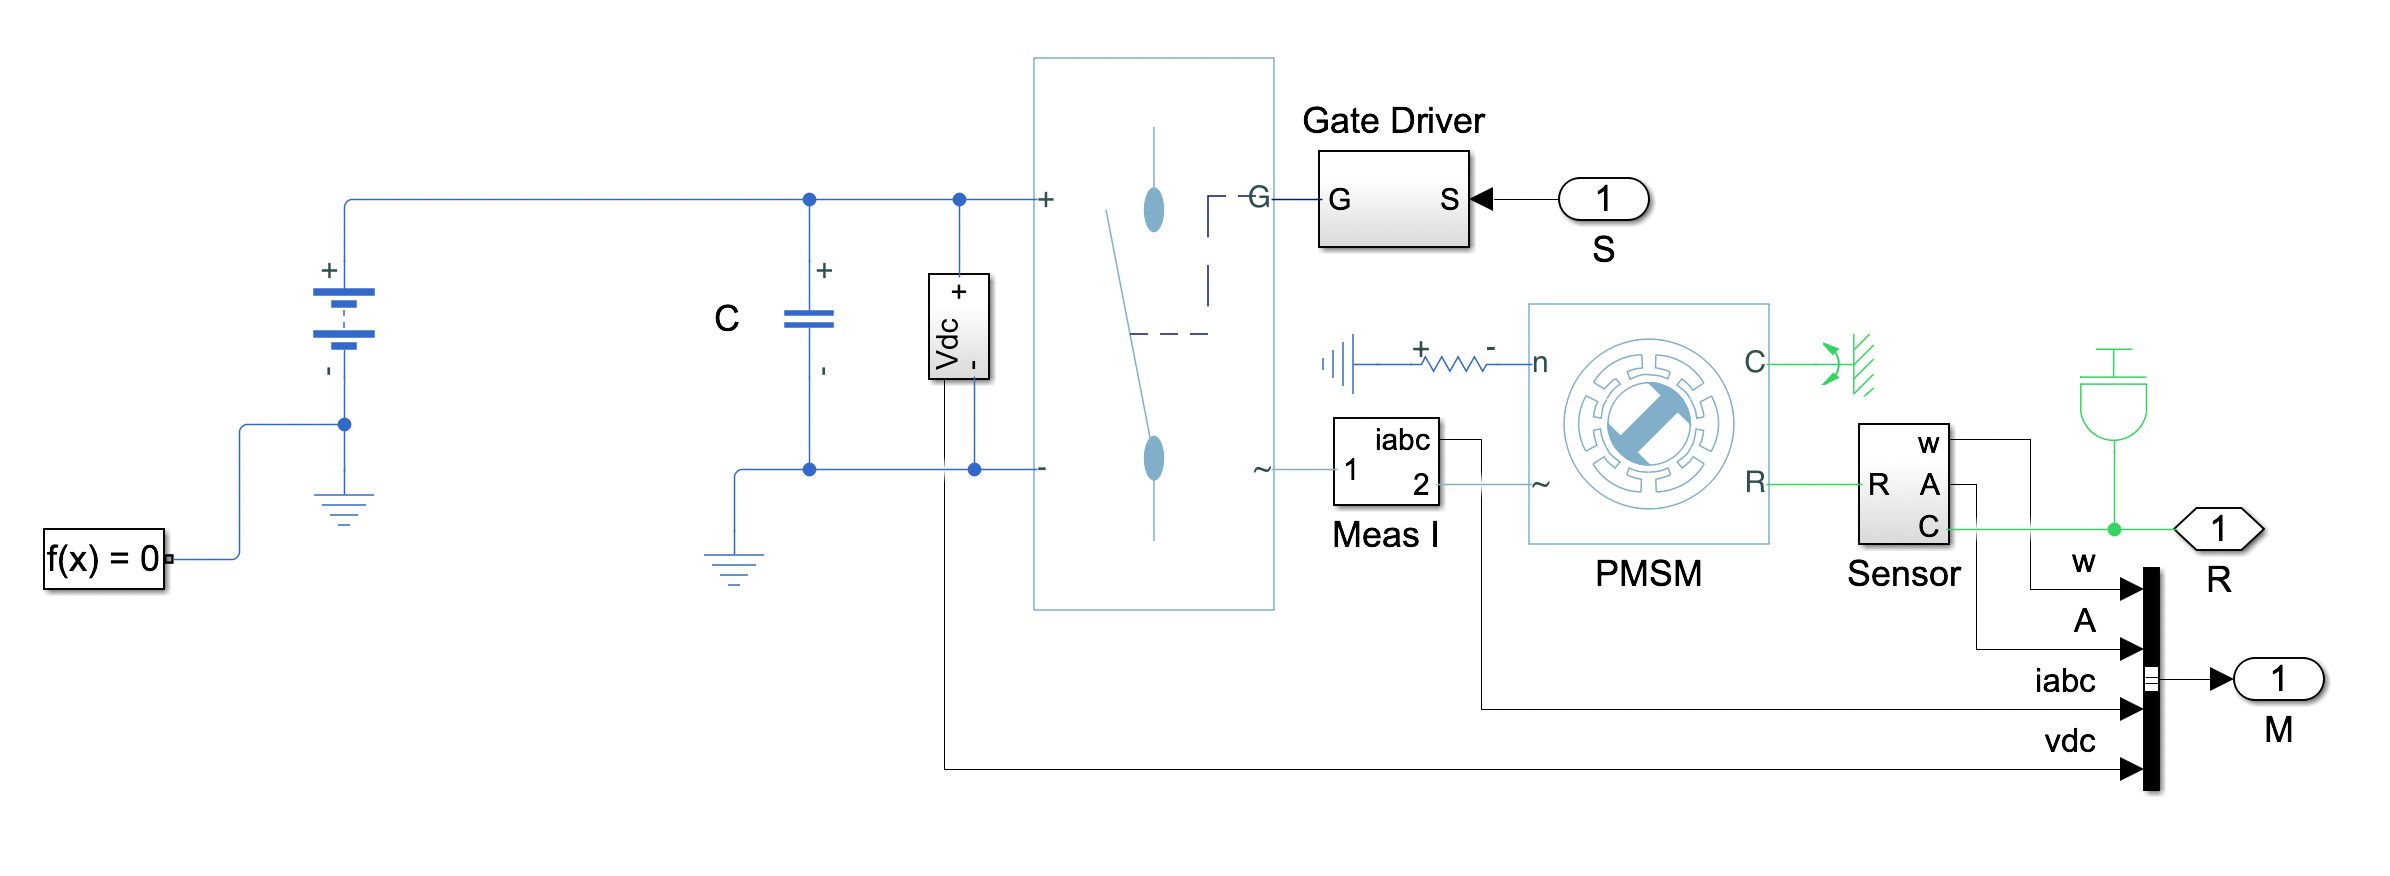 Gate Driver
+
G
G
S
1
S
+
+
-
-
C
+
Vdc
-
+
-
n
C
-
~
1
iabc
2
Meas I
~
R
PMSM
R
w
A
C
Sensor
1
R
f(x) = 0
w
A
iabc
vdc
1
M